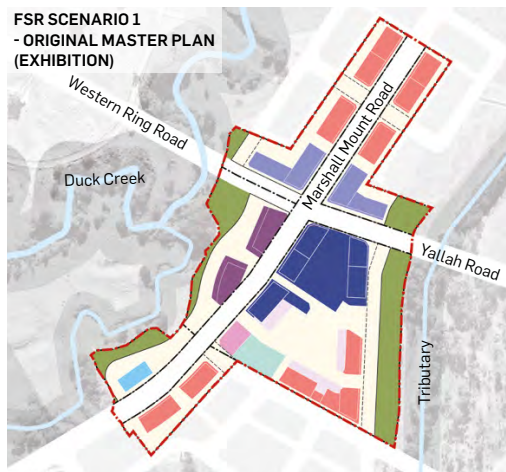 FSR SCENARIO 1
- ORIGINAL MASTER PLAN
(EXHIBITION)
Western Ring Road
Marshall Mount Road
Duck Creek
Yallah Road
Tributary